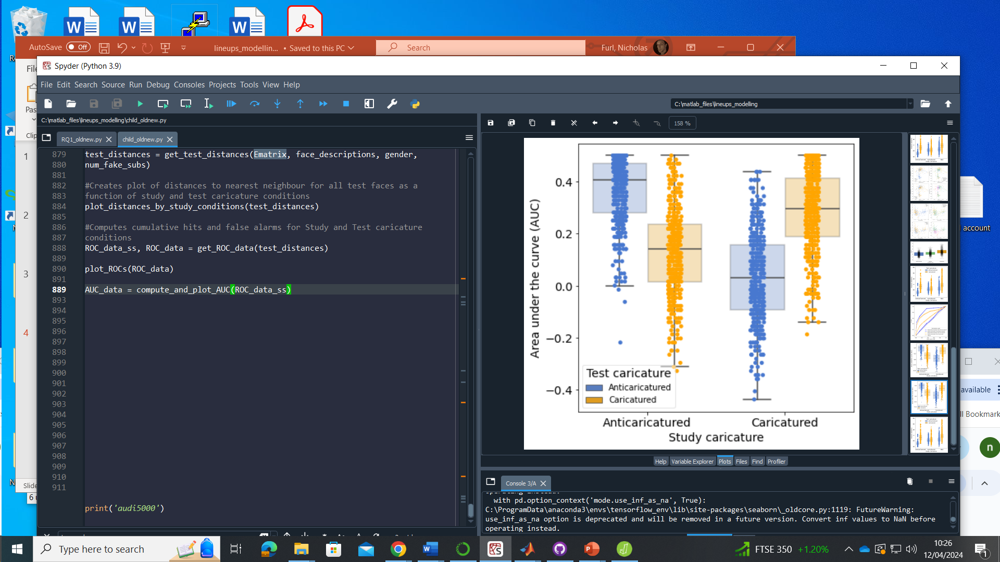 AutoSave Off lineups_modellin... • Saved to this PC Search Furl, Nicholas
Spyder (Python 3.9)
File Edit Search Source Run Debug Consoles Projects Tools View Help
C:\matlab_files\lineups_modelling
C:\matlab_files\lineups_modelling\child_oldnew.py
RQ1_oldnew.py child_oldnew.py
158 %
879 test_distances = get_test_distances(Ematrix, face_descriptions, gender,
880 num_fake_subs)
881
882 #Creates plot of distances to nearest neighbour for all test faces as a
883 function of study and test caricature conditions
884 plot_distances_by_study_conditions(test_distances)
885
886 #Computes cumulative hits and false alarms for Study and Test caricature
887 conditions
888 ROC_data_ss, ROC_data = get_ROC_data(test_distances)
889
890 plot_ROCs(ROC_data)
891
889 AUC_data = compute_and_plot_AUC(ROC_data_ss)
893
894
895
896
897
898
899
900
901
902
903
904
905
906
907
908
909
910
911
print('audi5000')
1
2
3
4
Area under the curve (AUC)
0.4
0.2
0.0
−0.2
−0.4
Test caricature
Anticaricatured
Caricatured
Anticaricatured Caricatured
Study caricature
Help Variable Explorer Plots Files Find Profiler
Console 3/A
operating instead.
with pd.option_context('mode.use_inf_as_na', True):
C:\ProgramData\anaconda3\envs\tensorflow_env\lib\site-packages\seaborn\_oldcore.py:1119: FutureWarning:
use_inf_as_na option is deprecated and will be removed in a future version. Convert inf values to NaN before
operating instead.
account
available
Bookmark
n
Slide
Type here to search
FTSE 350 +1.20%
10:26
12/04/2024
1